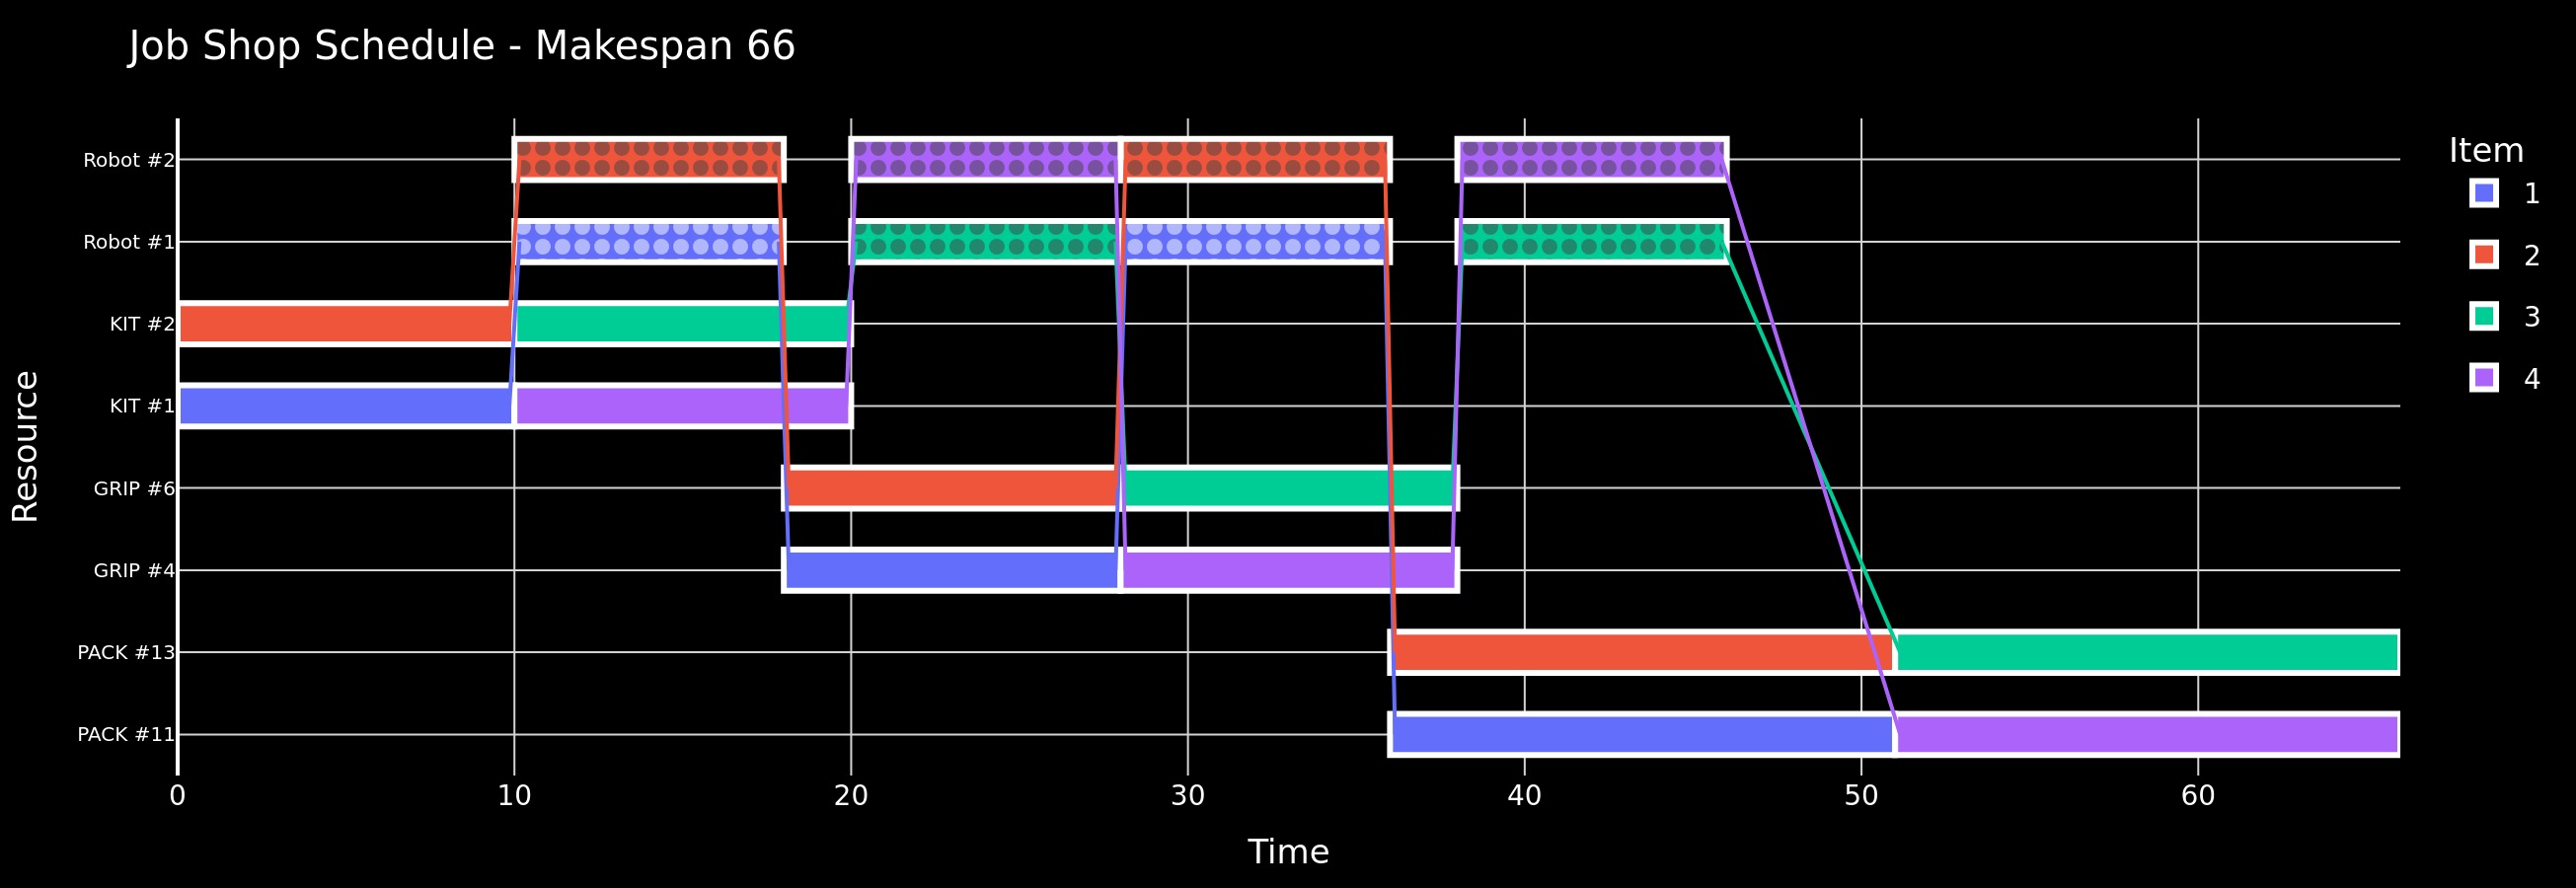 Job Shop Schedule - Makespan 66
Resource
Robot #2
Robot #1
KIT #2
KIT #1
GRIP #6
GRIP #4
PACK #13
PACK #11
0 10 20 30 40 50 60
Time
Item
1
2
3
4